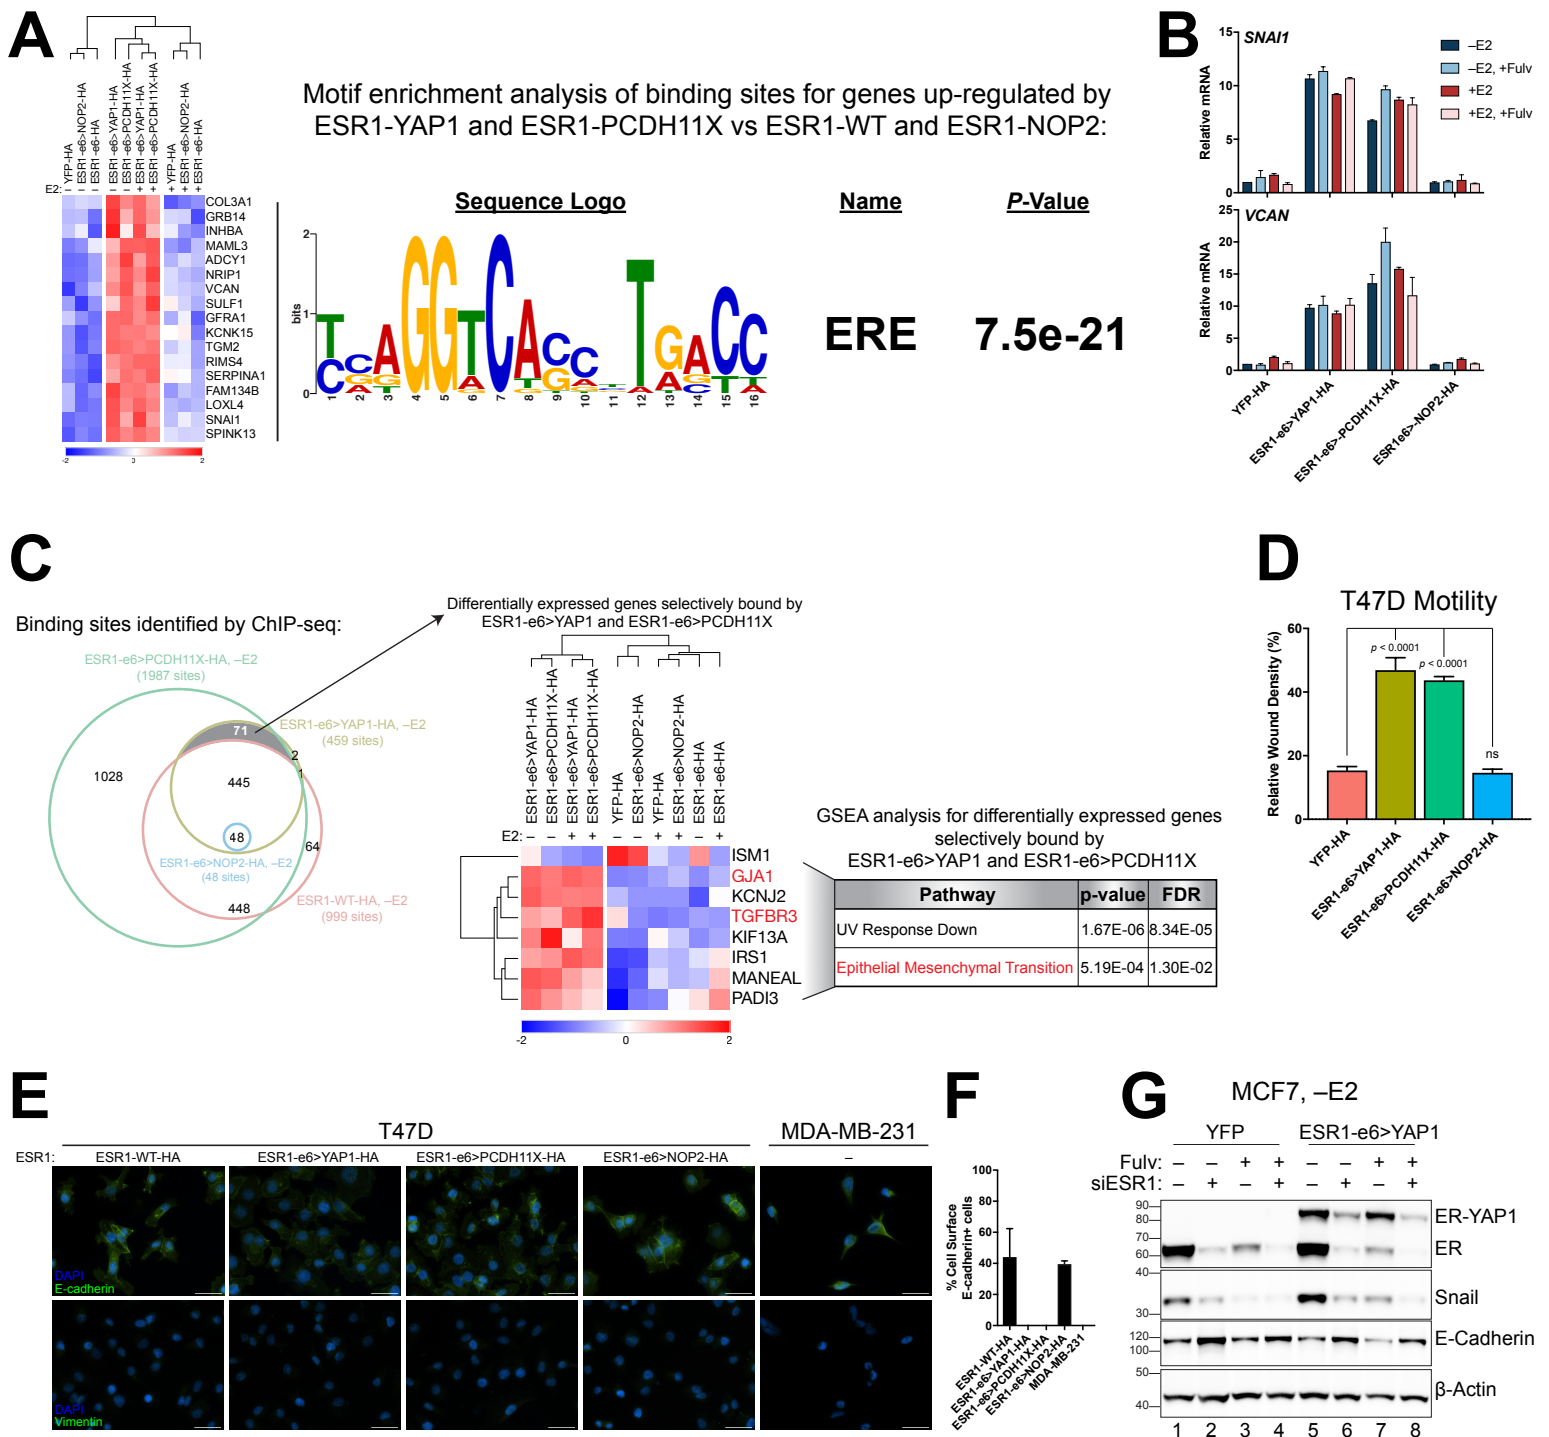 A
YFP-HA
ESR1-e6>NOP2-HA
ESR1-e6-HA
ESR1-e6>YAP1-HA
ESR1-e6>PCDH11X-HA
ESR1-e6>YAP1-HA
ESR1-e6>PCDH11X-HA
YFP-HA
ESR1-e6>NOP2-HA
ESR1-e6-HA
E2: – – – – – + + + + +
COL3A1
GRB14
INHBA
MAML3
ADCY1
NRIP1
VCAN
SULF1
GFRA1
KCNK15
TGM2
RIMS4
SERPINA1
FAM134B
LOXL4
SNAI1
SPINK13
-2 0 2
Motif enrichment analysis of binding sites for genes up-regulated by
ESR1-YAP1 and ESR1-PCDH11X vs ESR1-WT and ESR1-NOP2:
Sequence Logo Name P-Value
2
1
0
bits
1 2 3 4 5 6 7 8 9 10 11 12 13 14 15 16
ERE 7.5e-21
B
SNAI1
Relative mRNA
15
10
5
0
–E2
–E2, +Fulv
+E2
+E2, +Fulv
VCAN
Relative mRNA
25
20
15
10
5
0
YFP-HA
ESR1-e6>YAP1-HA
ESR1-e6>-PCDH11X-HA
ESR1e6>-NOP2-HA
C
Binding sites identified by ChIP-seq:
ESR1-e6>PCDH11X-HA, –E2
(1987 sites)
ESR1-e6>YAP1-HA, –E2
(459 sites)
71
2
1
1028
445
48
64
ESR1-e6>NOP2-HA, –E2
(48 sites)
448
ESR1-WT-HA, –E2
(999 sites)
Differentially expressed genes selectively bound by
ESR1-e6>YAP1 and ESR1-e6>PCDH11X
ESR1-e6>YAP1-HA
ESR1-e6>PCDH11X-HA
ESR1-e6>YAP1-HA
ESR1-e6>PCDH11X-HA
YFP-HA
ESR1-e6>NOP2-HA
YFP-HA
ESR1-e6>NOP2-HA
ESR1-e6-HA
ESR1-e6-HA
E2: – – + + – – + + – +
ISM1
GJA1
KCNJ2
TGFBR3
KIF13A
IRS1
MANEAL
PADI3
-2 0 2
GSEA analysis for differentially expressed genes
selectively bound by
ESR1-e6>YAP1 and ESR1-e6>PCDH11X
Pathway p-value FDR
UV Response Down 1.67E-06 8.34E-05
Epithelial Mesenchymal Transition 5.19E-04 1.30E-02
D
T47D Motility
Relative Wound Density (%)
60
40
20
0
p < 0.0001
p < 0.0001
ns
YFP-HA
ESR1-e6>YAP1-HA
ESR1-e6>PCDH11X-HA
ESR1-e6>NOP2-HA
E
T47D MDA-MB-231
ESR1: ESR1-WT-HA ESR1-e6>YAP1-HA ESR1-e6>PCDH11X-HA ESR1-e6>NOP2-HA –
DAPI
E-cadherin
DAPI
Vimentin
F
% Cell Surface
E-cadherin+ cells
100
80
60
40
20
0
ESR1-WT-HA
ESR1-e6>YAP1-HA
ESR1-e6>PCDH11X-HA
ESR1-e6>NOP2-HA
MDA-MB-231
G
MCF7, –E2
YFP ESR1-e6>YAP1
Fulv: – – + + – – + +
siESR1: – + – + – + – +
90
70
60
ER-YAP1
ER
40
30
Snail
120
100
E-Cadherin
50
40
β-Actin
1 2 3 4 5 6 7 8